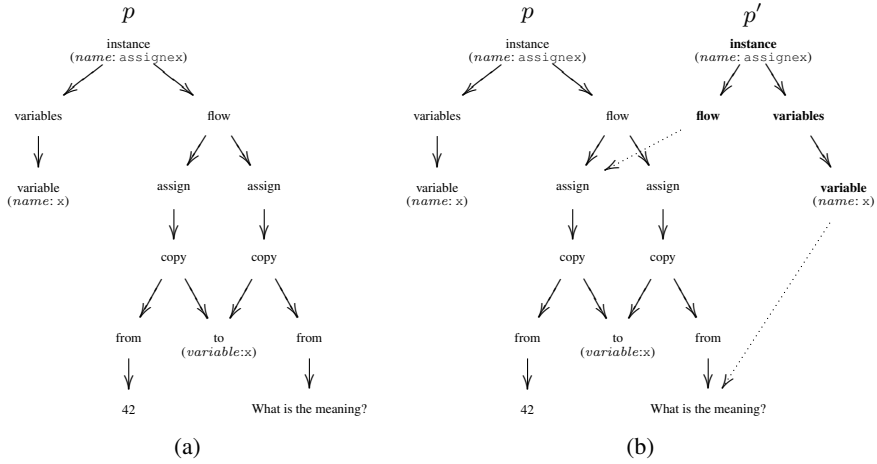 p
instance
(name: assignex)
variables flow
variable
(name: x)
assign assign
copy copy
from to from
(variable:x)
42 What is the meaning?
(a)
p p′
instance
(name: assignex)
instance
(name: assignex)
variables flow flow variables
variable
(name: x)
assign assign
variable
(name: x)
copy copy
from to from
(variable:x)
42 What is the meaning?
(b)